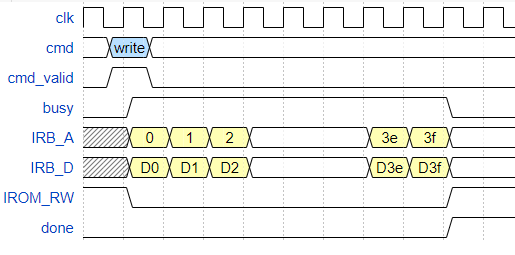 clk
cmd write
cmd_valid
busy
IRB_A 0 1 2 3e 3f
IRB_D D0 D1 D2 D3e D3f
IROM_RW
done